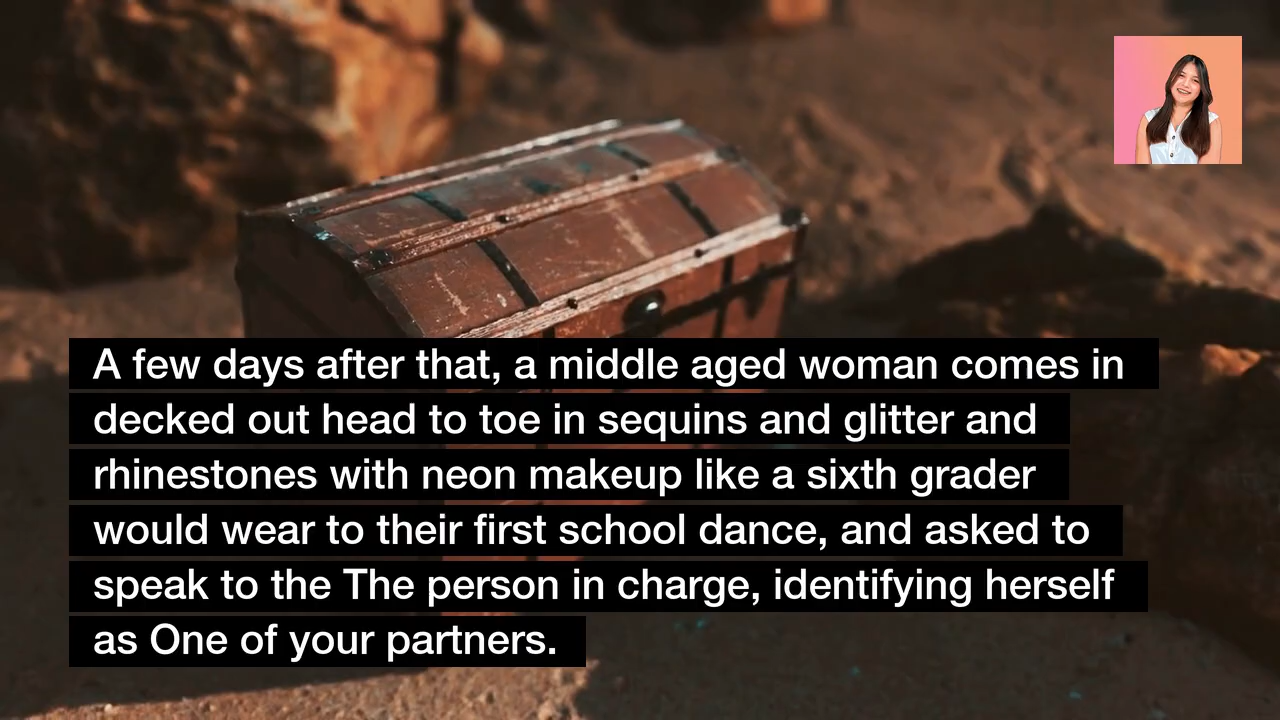 A few days after that, a middle aged woman comes in
decked out head to toe in sequins and glitter and
rhinestones with neon makeup like a sixth grader
would wear to their first school dance, and asked to
speak to the The person in charge, identifying herself
as One of your partners.